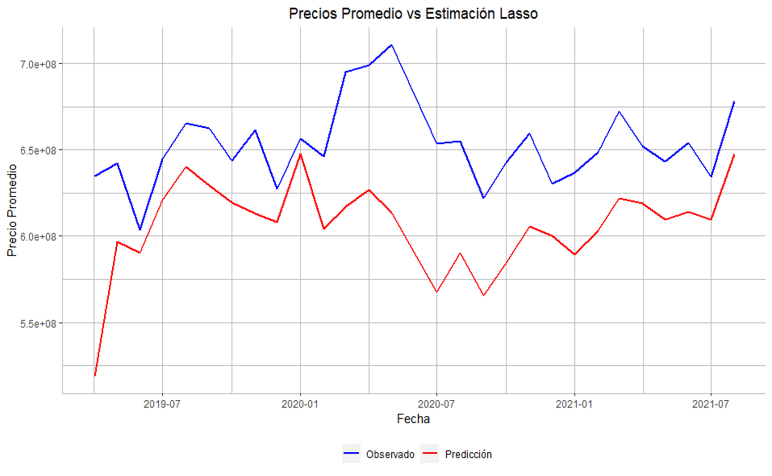 Precios Promedio vs Estimación Lasso
Precio Promedio
7.0e+08
6.5e+08
6.0e+08
5.5e+08
2019-07
2020-01
2020-07
2021-01
2021-07
Fecha
Observado
Predicción